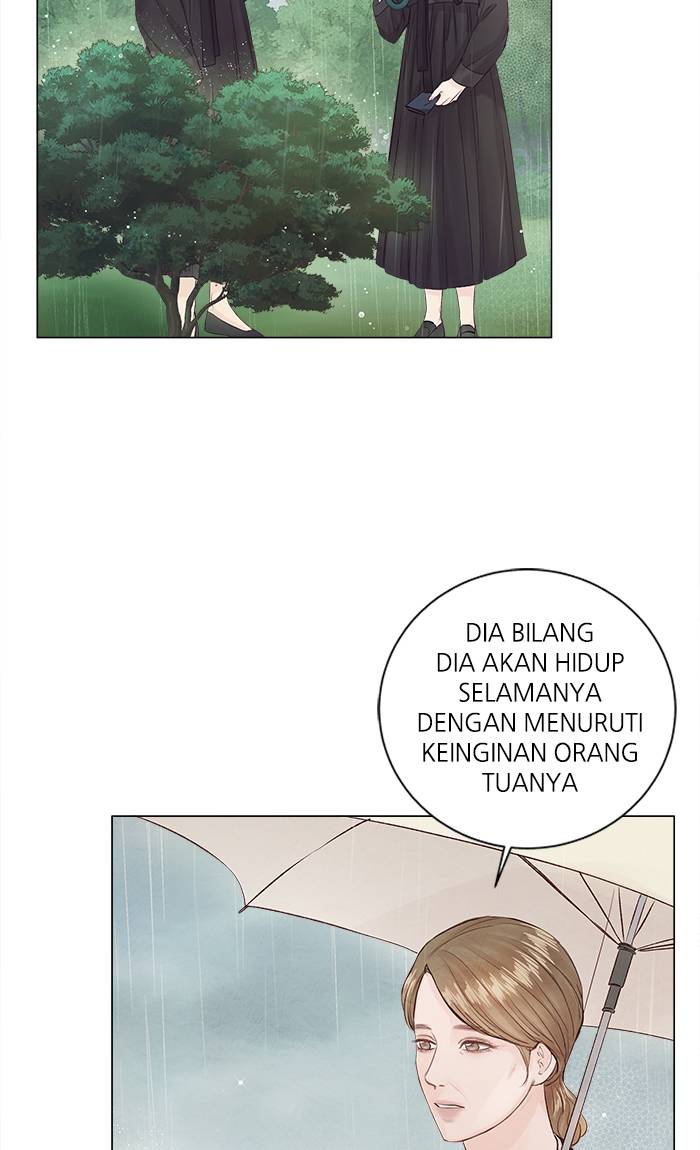 DIA BILANG
DIA AKAN HIDUP
SELAMANYA
DENGAN MENURUTI
KEINGINAN ORANG
TUANYA